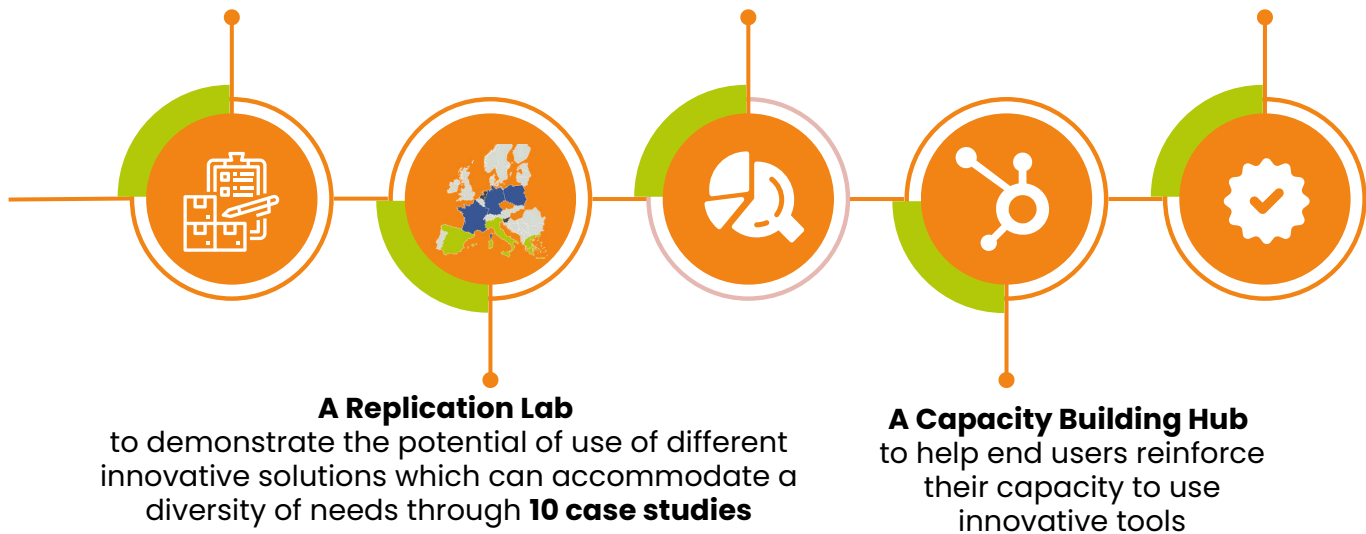 A Replication Lab
to demonstrate the potential of use of different
innovative solutions which can accommodate a
diversity of needs through 10 case studies
A Capacity Building Hub
to help end users reinforce
their capacity to use
innovative tools